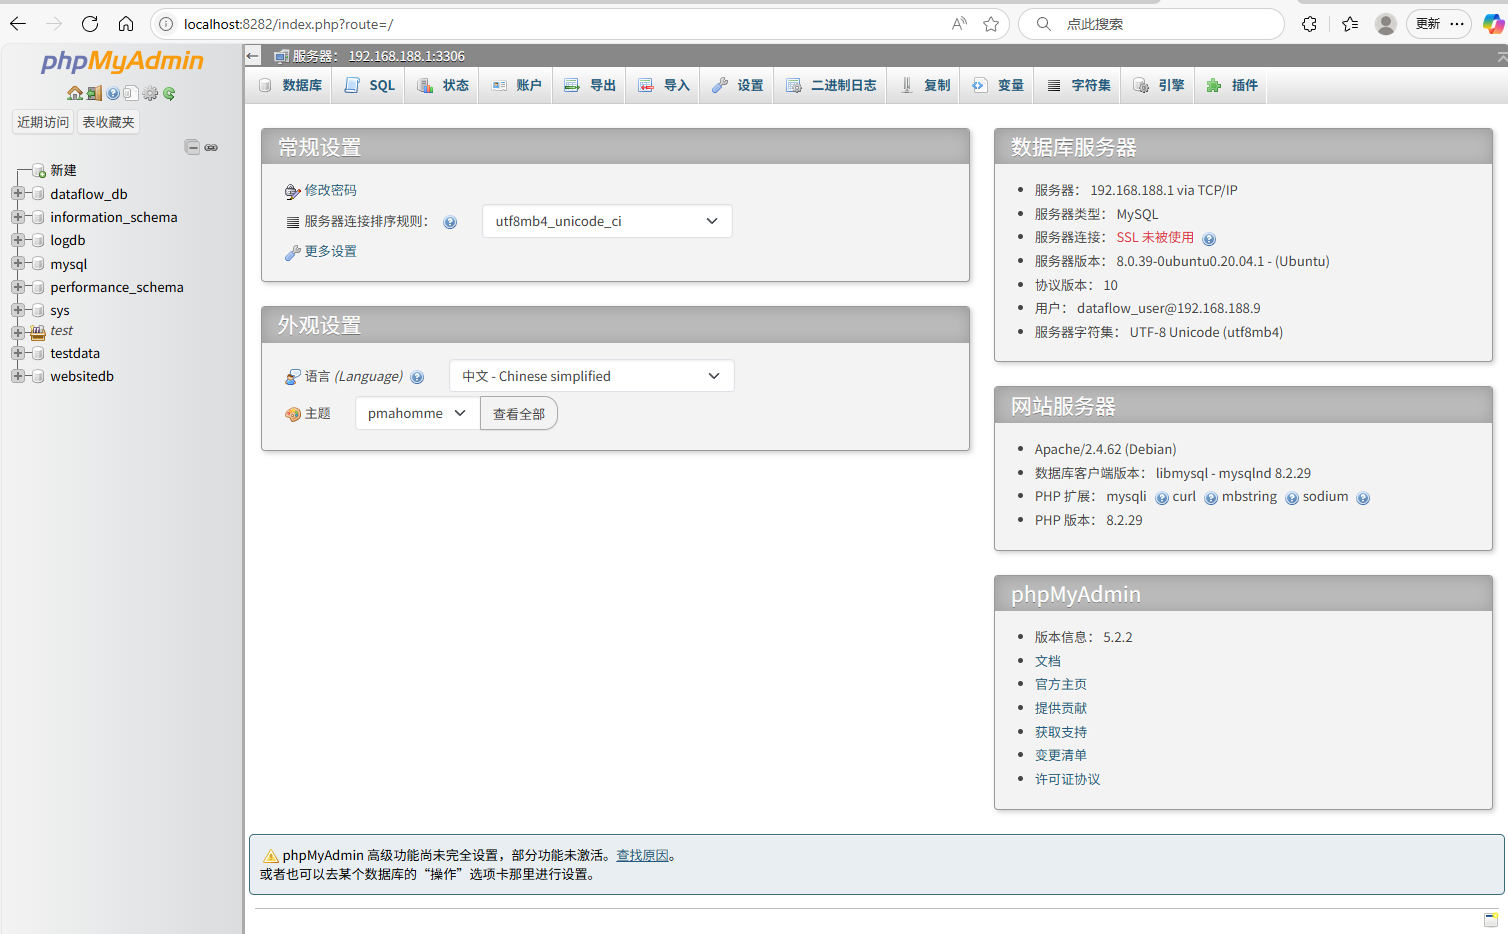 localhost:8282/index.php?route=/
点此搜索
更新
phpMyAdmin
近期访问
表收藏夹
新建
dataflow_db
information_schema
logdb
mysql
performance_schema
sys
test
testdata
websitedb
服务器： 192.168.188.1:3306
数据库
SQL
状态
账户
导出
导入
设置
二进制日志
复制
变量
字符集
引擎
插件
常规设置
修改密码
服务器连接排序规则：
utf8mb4_unicode_ci
更多设置
外观设置
语言 (Language)
中文 - Chinese simplified
主题
pmahomme
查看全部
数据库服务器
服务器： 192.168.188.1 via TCP/IP
服务器类型： MySQL
服务器连接： SSL 未被使用
服务器版本： 8.0.39-0ubuntu0.20.04.1 - (Ubuntu)
协议版本： 10
用户： dataflow_user@192.168.188.9
服务器字符集： UTF-8 Unicode (utf8mb4)
网站服务器
Apache/2.4.62 (Debian)
数据库客户端版本： libmysql - mysqlnd 8.2.29
PHP 扩展： mysqli curl mbstring sodium
PHP 版本： 8.2.29
phpMyAdmin
版本信息： 5.2.2
文档
官方主页
提供贡献
获取支持
变更清单
许可证协议
phpMyAdmin 高级功能尚未完全设置，部分功能未激活。查找原因。
或者也可以去某个数据库的“操作”选项卡那里进行设置。